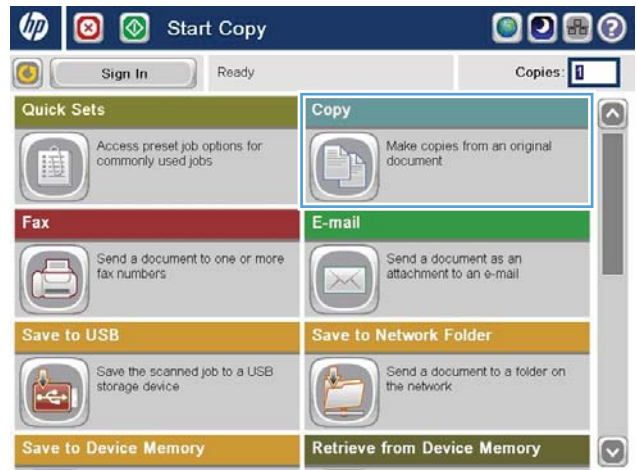 hp Start Copy
Sign In Ready Copies: 1
Quick Sets Copy
Access preset job options for
commonly used jobs
Make copies from an original
document
Fax E-mail
Send a document to one or more
fax numbers
Send a document as an
attachment to an e-mail
Save to USB Save to Network Folder
Save the scanned job to a USB
storage device
Send a document to a folder on
the network
Save to Device Memory Retrieve from Device Memory